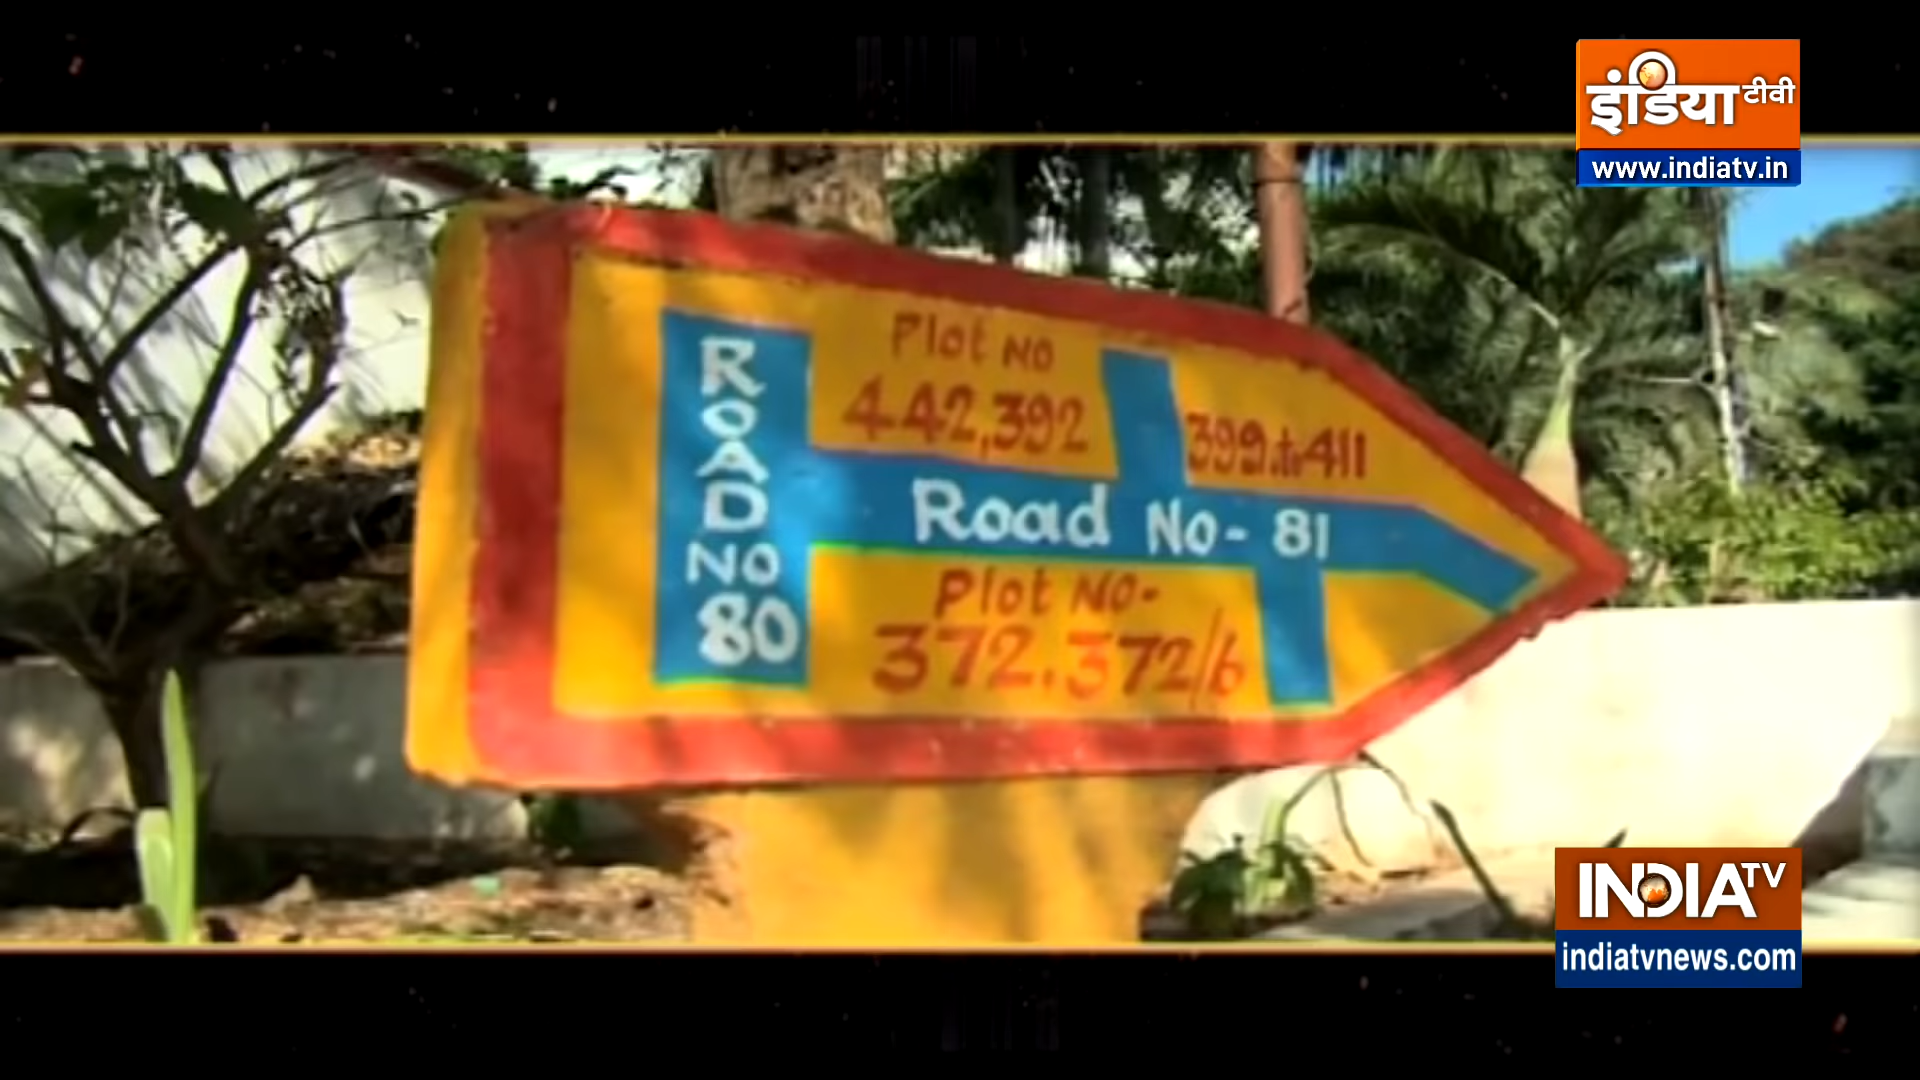 इंडिया टीवी
www.indiatv.in
Plot No
442,392
399.to 411
ROAD NO 80
Road No- 81
Plot No-
372.372/6
INDIA TV
indiatvnews.com